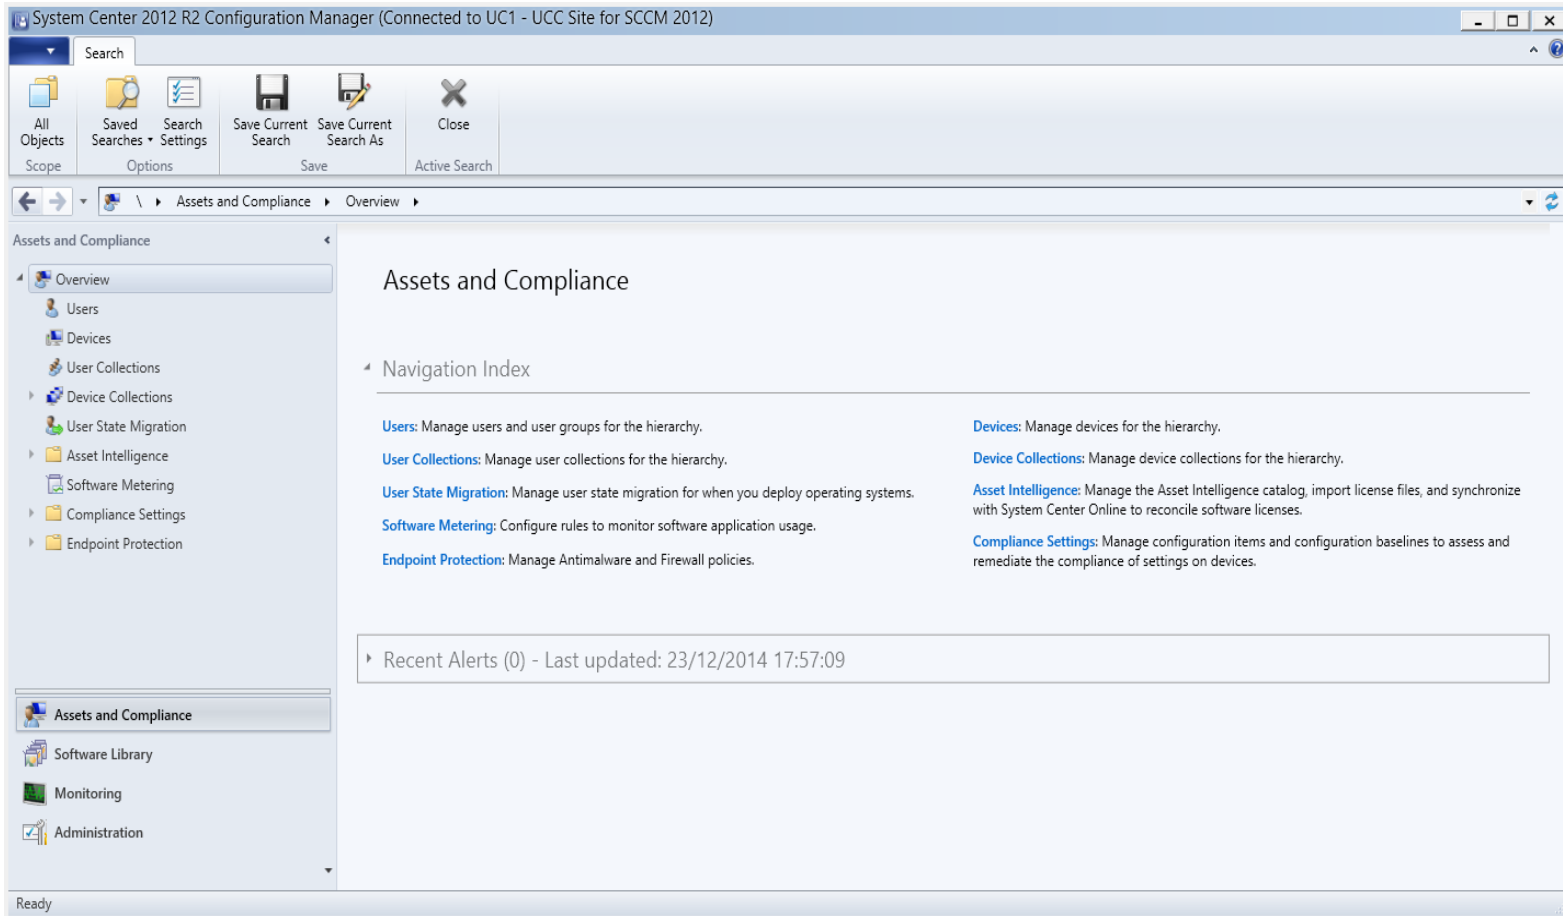 System Center 2012 R2 Configuration Manager (Connected to UC1 - UCC Site for SCCM 2012)
Search
All Objects
Saved Searches
Search Settings
Save Current Search
Save Current Search As
Close
Scope
Options
Save
Active Search
\ Assets and Compliance Overview
Assets and Compliance
Overview
Users
Devices
User Collections
Device Collections
User State Migration
Asset Intelligence
Software Metering
Compliance Settings
Endpoint Protection
Assets and Compliance
Software Library
Monitoring
Administration
Assets and Compliance
Navigation Index
Users: Manage users and user groups for the hierarchy.
User Collections: Manage user collections for the hierarchy.
User State Migration: Manage user state migration for when you deploy operating systems.
Software Metering: Configure rules to monitor software application usage.
Endpoint Protection: Manage Antimalware and Firewall policies.
Devices: Manage devices for the hierarchy.
Device Collections: Manage device collections for the hierarchy.
Asset Intelligence: Manage the Asset Intelligence catalog, import license files, and synchronize
with System Center Online to reconcile software licenses.
Compliance Settings: Manage configuration items and configuration baselines to assess and
remediate the compliance of settings on devices.
Recent Alerts (0) - Last updated: 23/12/2014 17:57:09
Ready